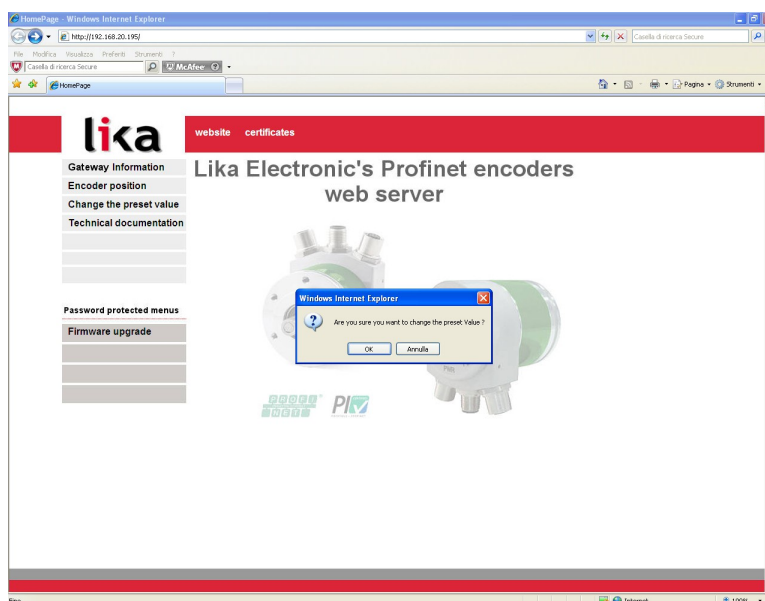 HomePage - Windows Internet Explorer
http://192.168.20.195/
Casella di ricerca Secure
File Modifica Visualizza Preferiti Strumenti ?
Casella di ricerca Secure McAfee
HomePage Pagina Strumenti
lika website certificates
Gateway Information
Encoder position
Change the preset value
Technical documentation
Lika Electronic's Profinet encoders
web server
Windows Internet Explorer
Are you sure you want to change the preset Value ?
OK Annulla
Password protected menus
Firmware upgrade
PROFI
NET
PI
Internet 100%